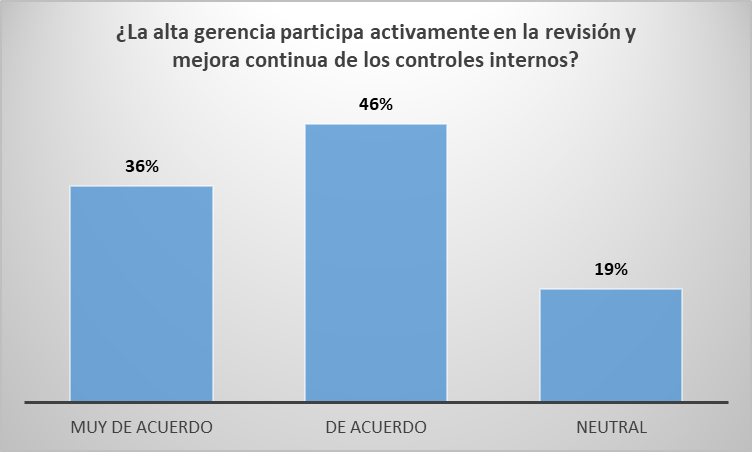 ¿La alta gerencia participa activamente en la revisión y
mejora continua de los controles internos?
46%
36%
19%
MUY DE ACUERDO
DE ACUERDO
NEUTRAL